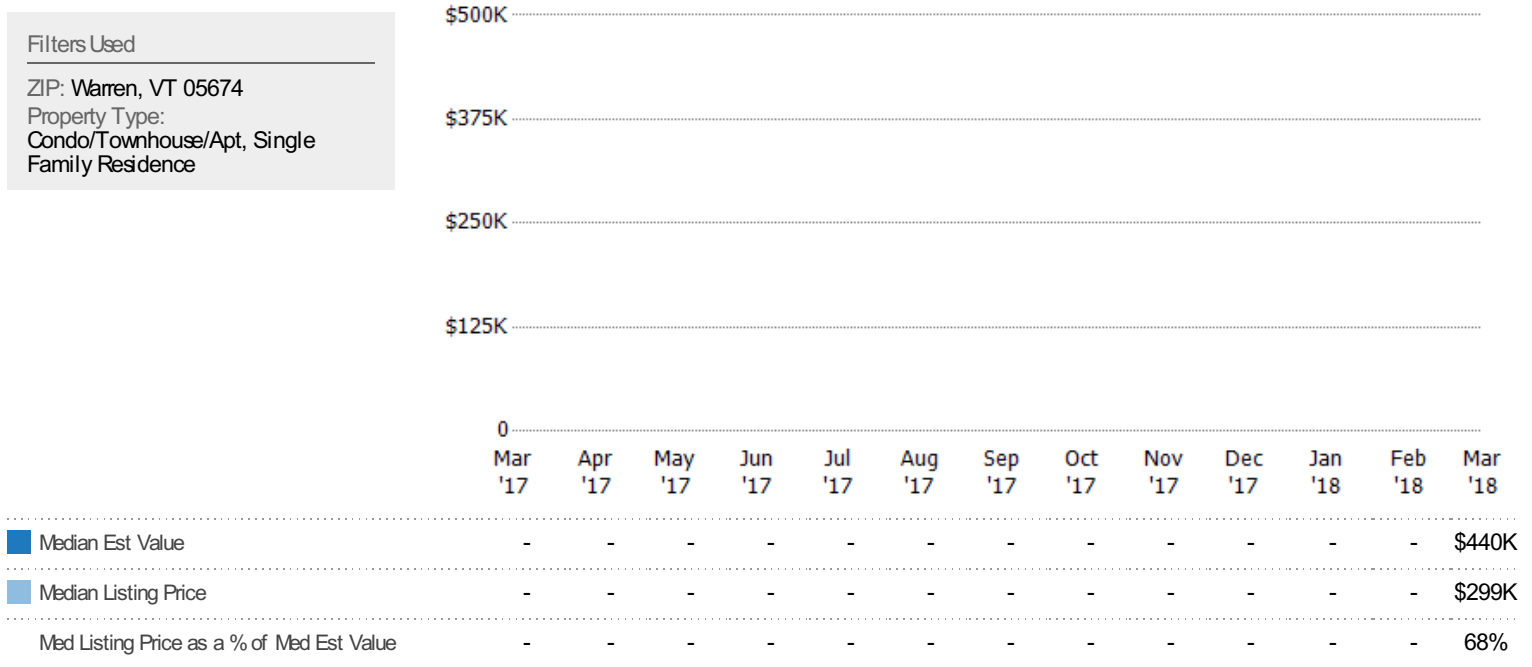 Filters Used
ZIP: Warren, VT 05674
Property Type:
Condo/Townhouse/Apt, Single
Family Residence
$500K
$375K
$250K
$125K
0
Mar Apr May Jun Jul Aug Sep Oct Nov Dec Jan Feb Mar
'17 '17 '17 '17 '17 '17 '17 '17 '17 '17 '18 '18 '18
Median Est Value - - - - - - - - - - - - $440K
Median Listing Price - - - - - - - - - - - - $299K
Med Listing Price as a % of Med Est Value - - - - - - - - - - - - 68%